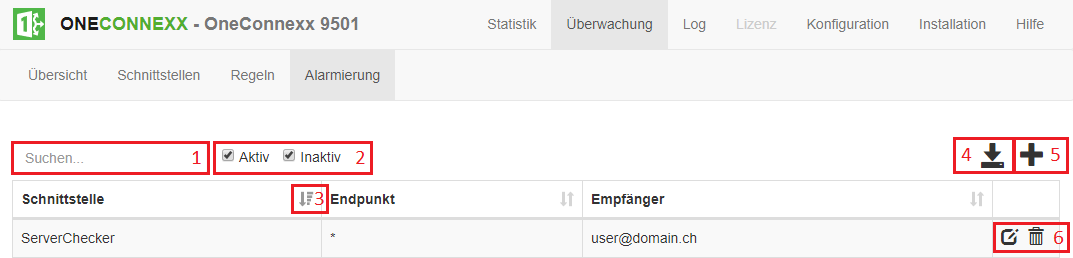 ONECONNEXX - OneConnexx 9501 Statistik Überwachung Log Lizenz Konfiguration Installation Hilfe
Übersicht Schnittstellen Regeln Alarmierung
Suchen... 1 Aktiv Inaktiv 2 4 5
Schnittstelle 3 Endpunkt Empfänger
ServerChecker * user@domain.ch 6